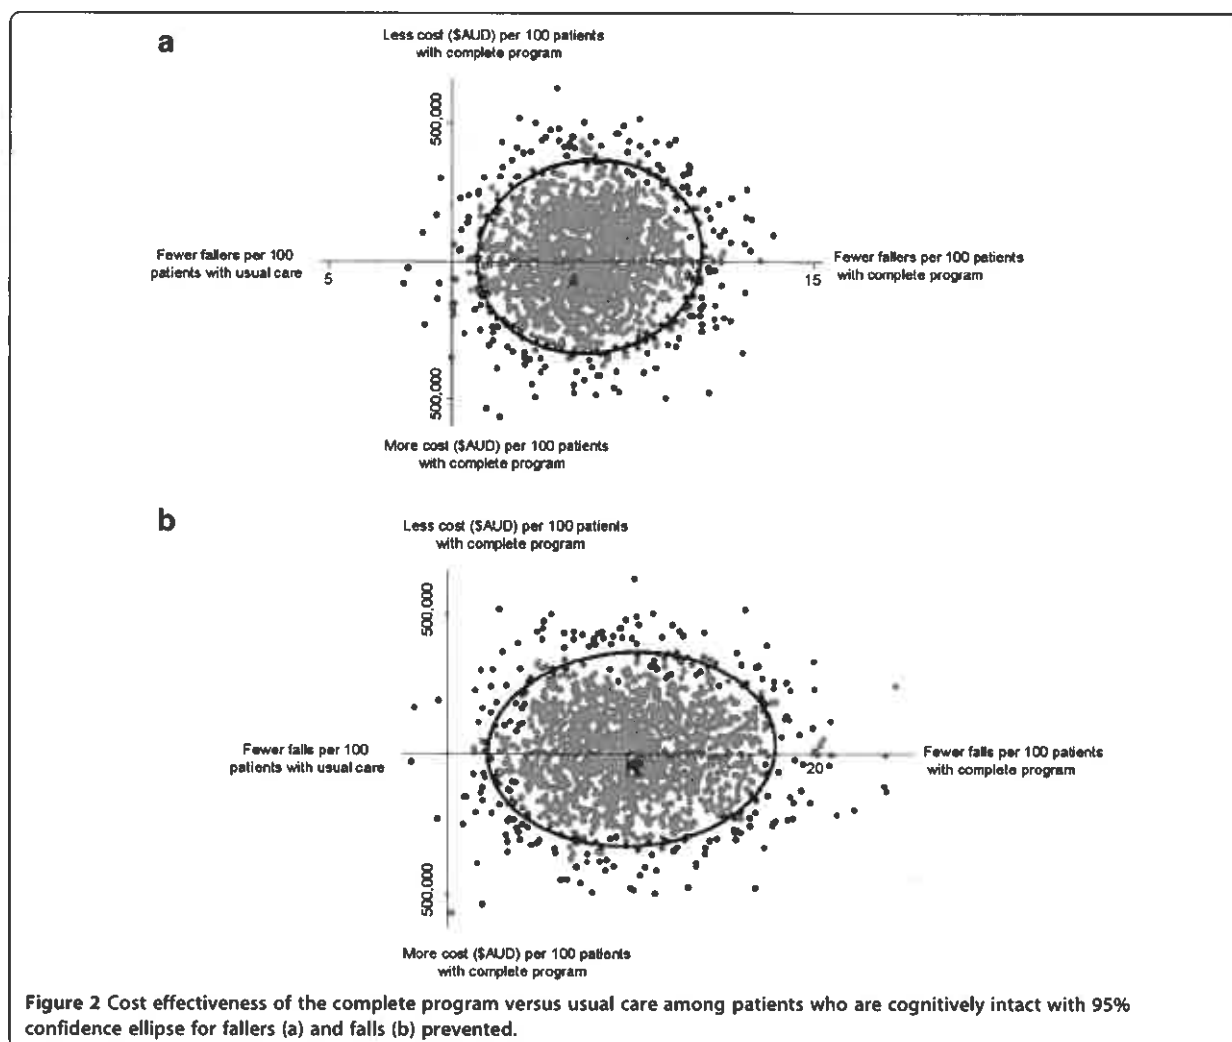 a
Less cost ($AUD) per 100 patients
with complete program
500,000
Fewer fallers per 100
patients with usual care
5
15
Fewer fallers per 100 patients
with complete program
500,000
More cost ($AUD) per 100 patients
with complete program
b
Less cost ($AUD) per 100 patients
with complete program
500,000
Fewer falls per 100
patients with usual care
20
Fewer falls per 100 patients
with complete program
500,000
More cost ($AUD) per 100 patients
with complete program
Figure 2 Cost effectiveness of the complete program versus usual care among patients who are cognitively intact with 95%
confidence ellipse for fallers (a) and falls (b) prevented.